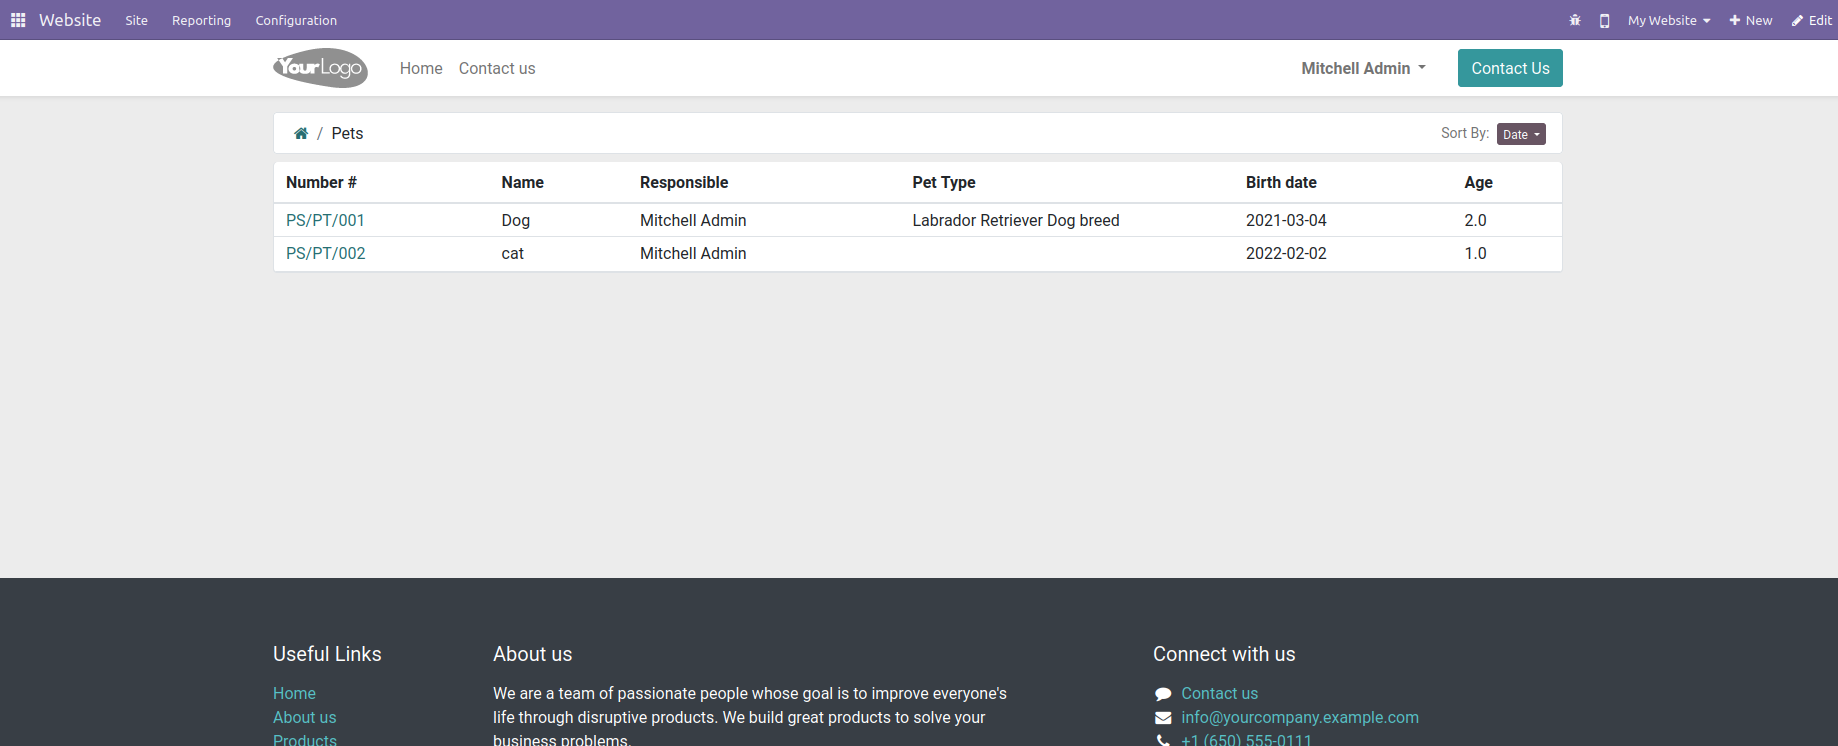 Website Site Reporting Configuration My Website New Edit
YourLogo Home Contact us Mitchell Admin Contact Us
/ Pets Sort By: Date
Number # Name Responsible Pet Type Birth date Age
PS/PT/001 Dog Mitchell Admin Labrador Retriever Dog breed 2021-03-04 2.0
PS/PT/002 cat Mitchell Admin 2022-02-02 1.0
Useful Links About us Connect with us
Home We are a team of passionate people whose goal is to improve everyone's Contact us
About us life through disruptive products. We build great products to solve your info@yourcompany.example.com
Products business problems. +1 (650) 555-0111